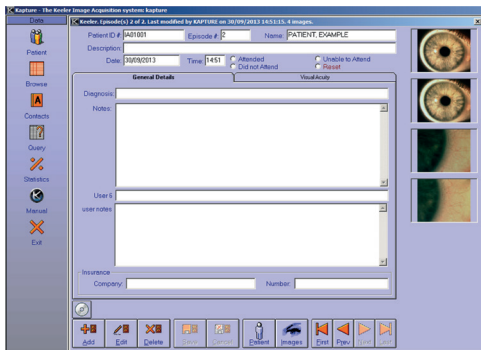 Kapture - The Keeler Image Acquisition system: kapture
Data
Keeler. Episode(s) 2 of 2. Last modified by KAPTURE on 30/09/2013 14:51:15. 4 images.
Patient ID #: IA01001 Episode #: 2 Name: PATIENT, EXAMPLE
Description:
Date: 30/09/2013 Time: 14:51 Attended Unable to Attend
Did not Attend Reset
General Details Visual Acuity
Diagnosis:
Notes:
User 6
user notes
Insurance
Company: Number:
Patient
Browse
Contacts
Query
Statistics
Manual
Exit
Add Edit Delete Save Cancel Patient Images First Prev Next Last